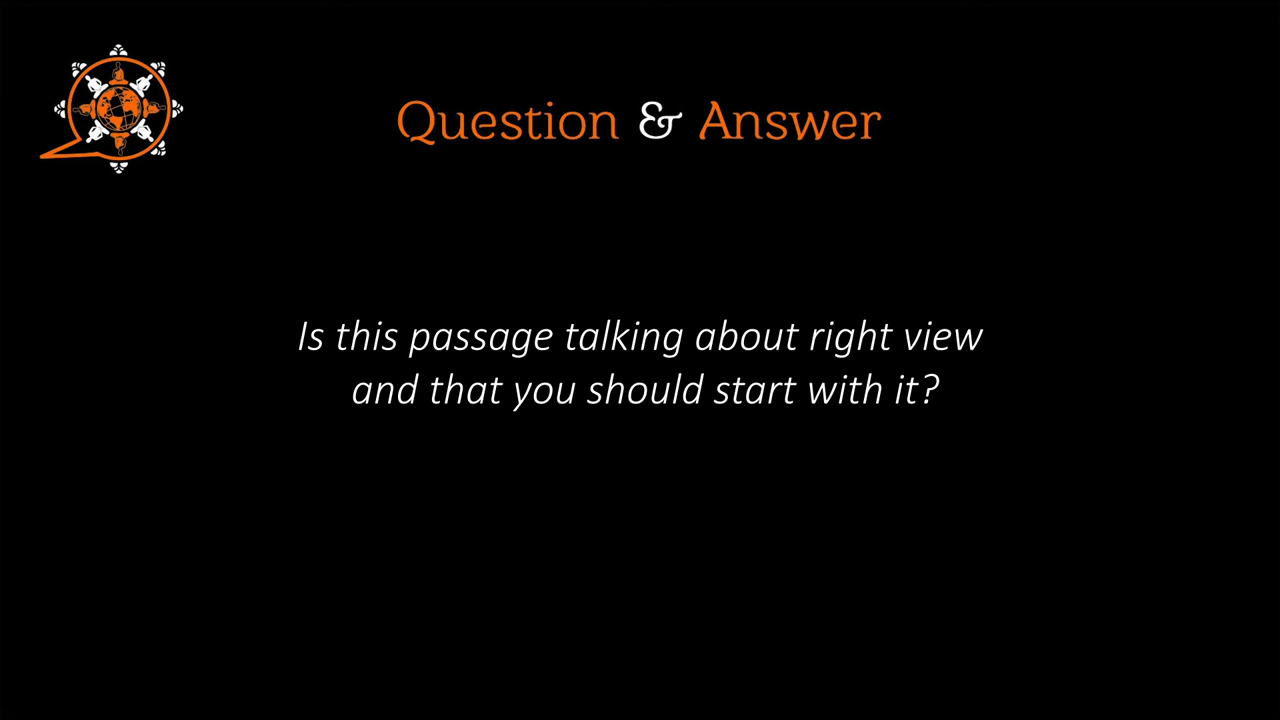 Question & Answer
Is this passage talking about right view
and that you should start with it?